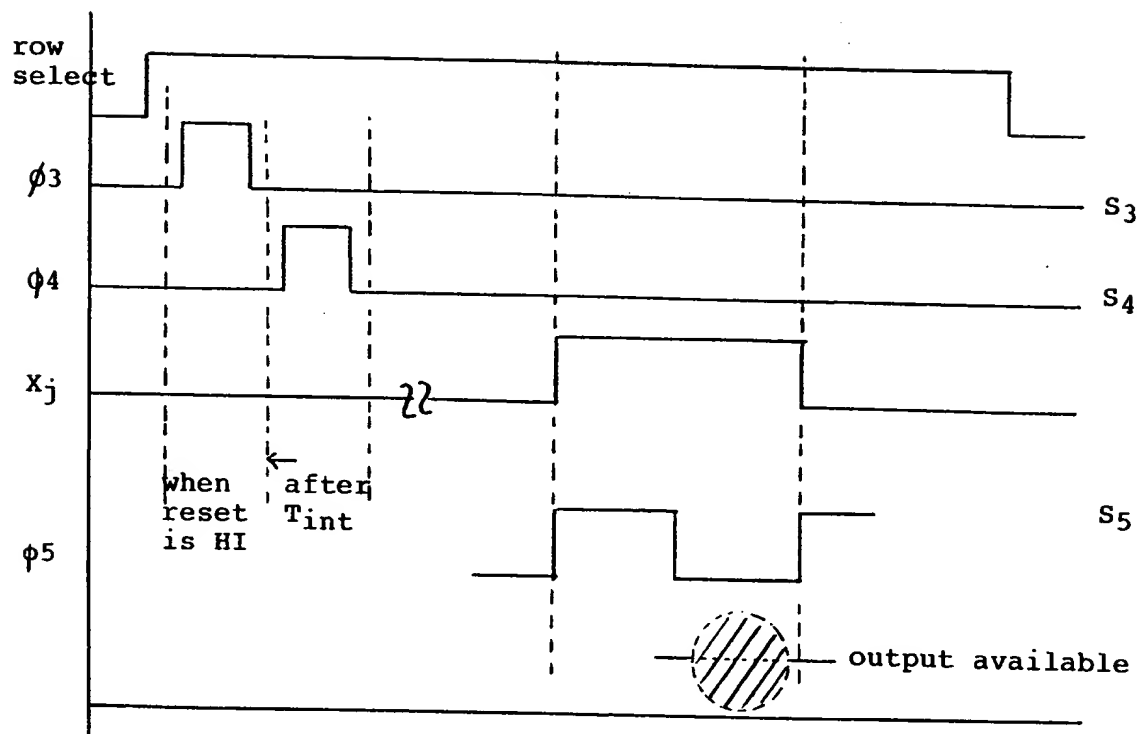 row
select
φ3
S3
φ4
S4
Xj
when
reset
is HI
after
Tint
φ5
S5
output available